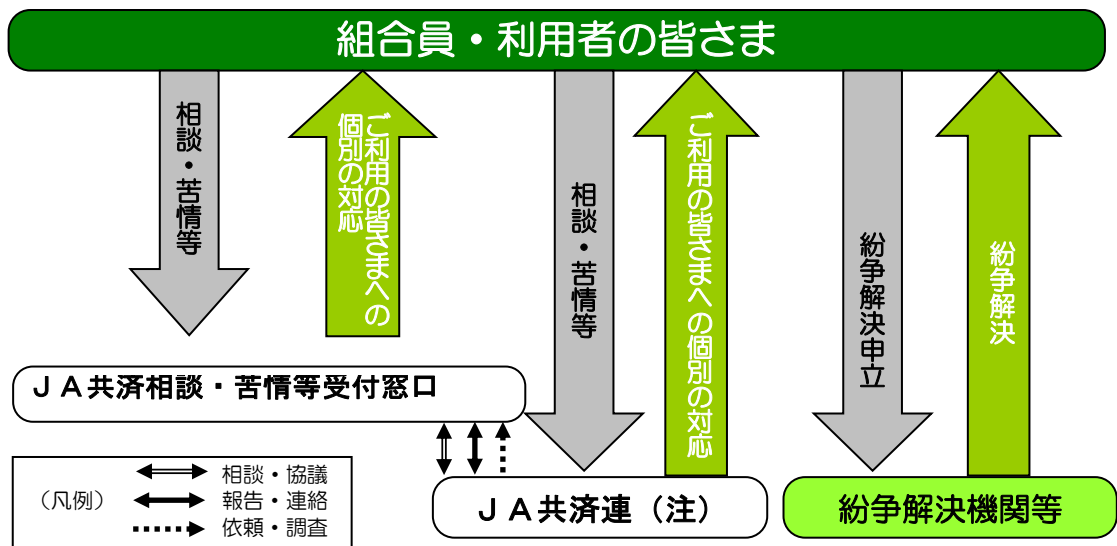 組合員・利用者の皆さま
相談・苦情等
ご利用の皆さまへの
個別の対応
相談・苦情等
ご利用の皆さまへの個別の対応
紛争解決申立
紛争解決
ＪＡ共済相談・苦情等受付窓口
ＪＡ共済連（注）
紛争解決機関等
（凡例）
相談・協議
報告・連絡
依頼・調査